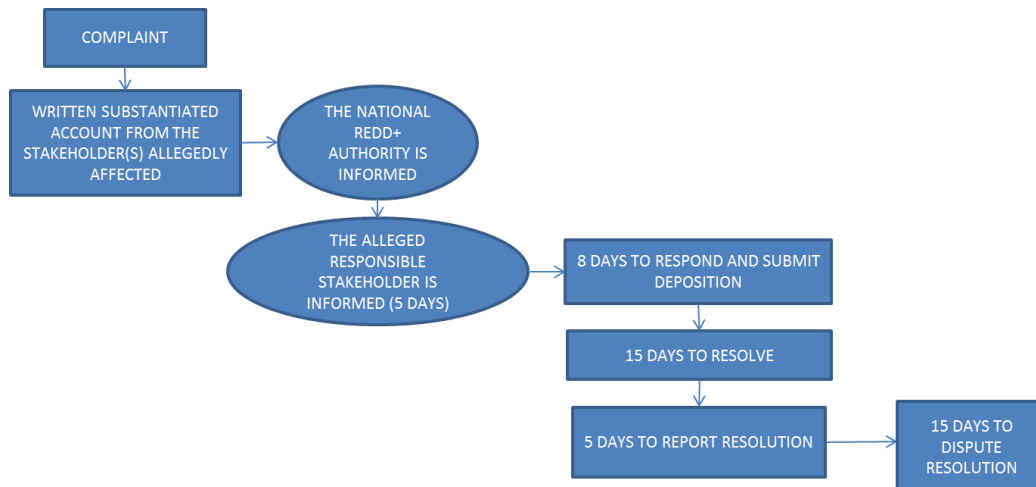 COMPLAINT
WRITTEN SUBSTANTIATED
ACCOUNT FROM THE
STAKEHOLDER(S) ALLEGEDLY
AFFECTED
THE NATIONAL
REDD+
AUTHORITY IS
INFORMED
THE ALLEGED
RESPONSIBLE
STAKEHOLDER IS
INFORMED (5 DAYS)
8 DAYS TO RESPOND AND SUBMIT
DEPOSITION
15 DAYS TO RESOLVE
5 DAYS TO REPORT RESOLUTION
15 DAYS TO
DISPUTE
RESOLUTION